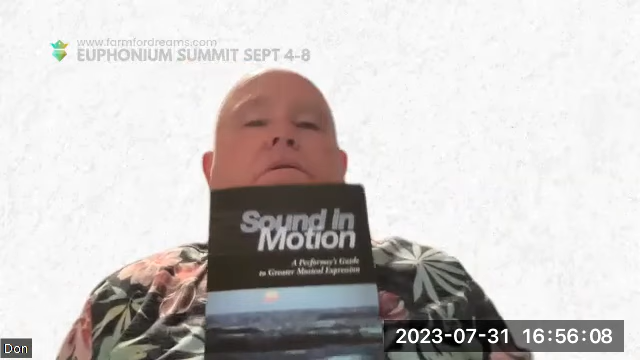 www.farmfordreams.com
EUPHONIUM SUMMIT SEPT 4-8
Sound in
Motion
A Performer's Guide
to Greater Musical Expression
Don
2023-07-31 16:56:08